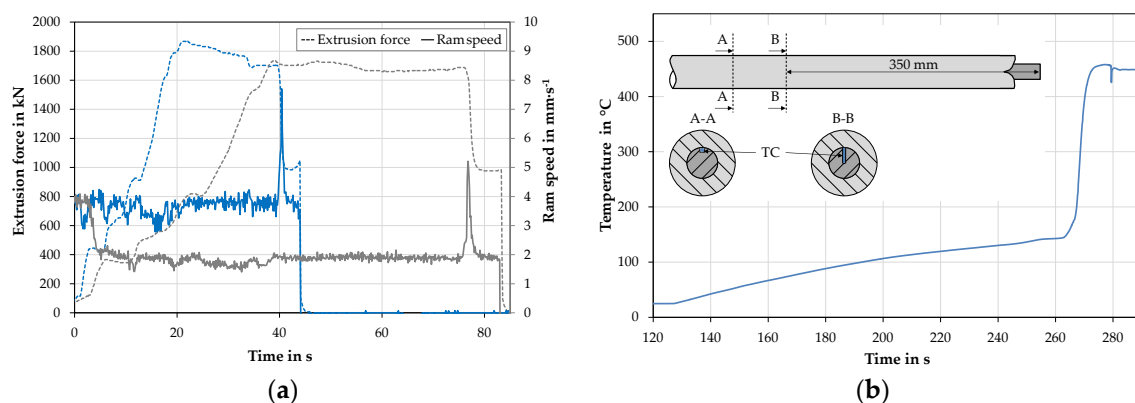 2000
1800
1600
1400
1200
1000
800
600
400
200
0
Extrusion force in kN
Extrusion force
Ram speed
10
9
8
7
6
5
4
3
2
1
0
Ram speed in mm·s⁻¹
0 20 40 60 80
Time in s
(a)
500
400
300
200
100
0
Temperature in °C
A B
350 mm
A B
A-A B-B
TC
120 140 160 180 200 220 240 260 280
Time in s
(b)